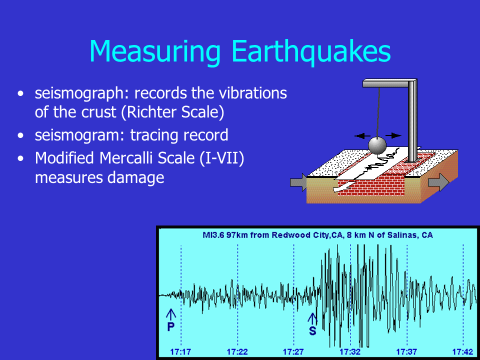 Measuring Earthquakes
• seismograph: records the vibrations
of the crust (Richter Scale)
• seismogram: tracing record
• Modified Mercalli Scale (I-VII)
measures damage
Ml3.6 97km from Redwood City,CA, 8 km N of Salinas, CA
P
S
17:17 17:22 17:27 17:32 17:37 17:42